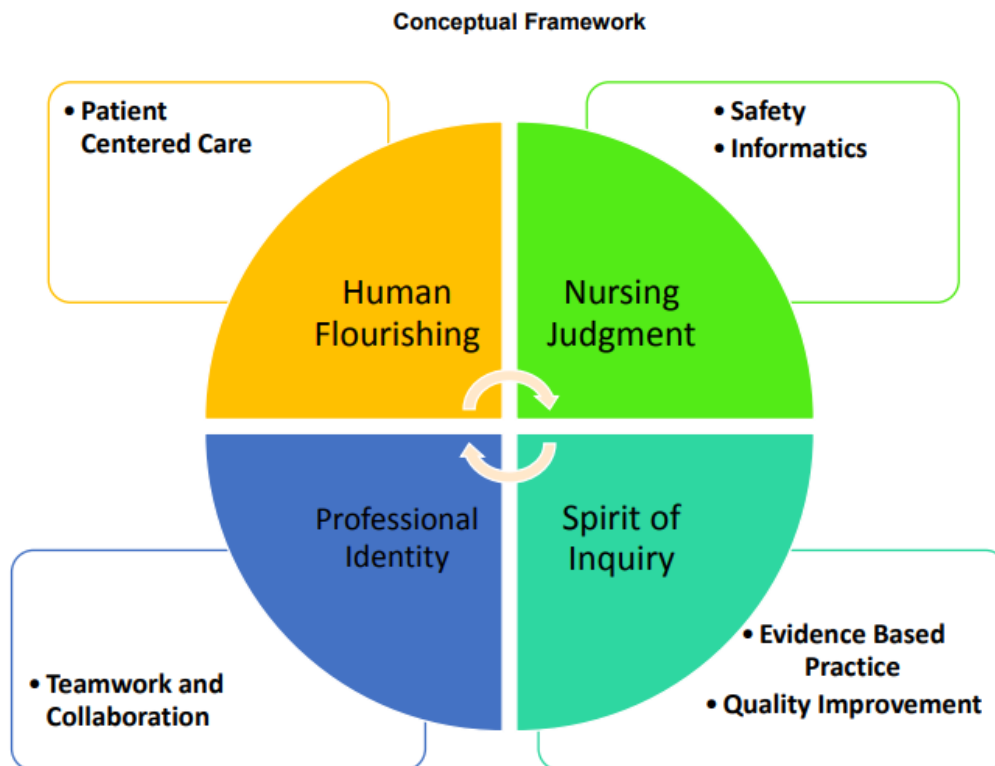 Conceptual Framework
• Patient
Centered Care
• Safety
• Informatics
Human
Flourishing
Nursing
Judgment
Professional
Identity
Spirit of
Inquiry
• Teamwork and
Collaboration
• Evidence Based
Practice
• Quality Improvement